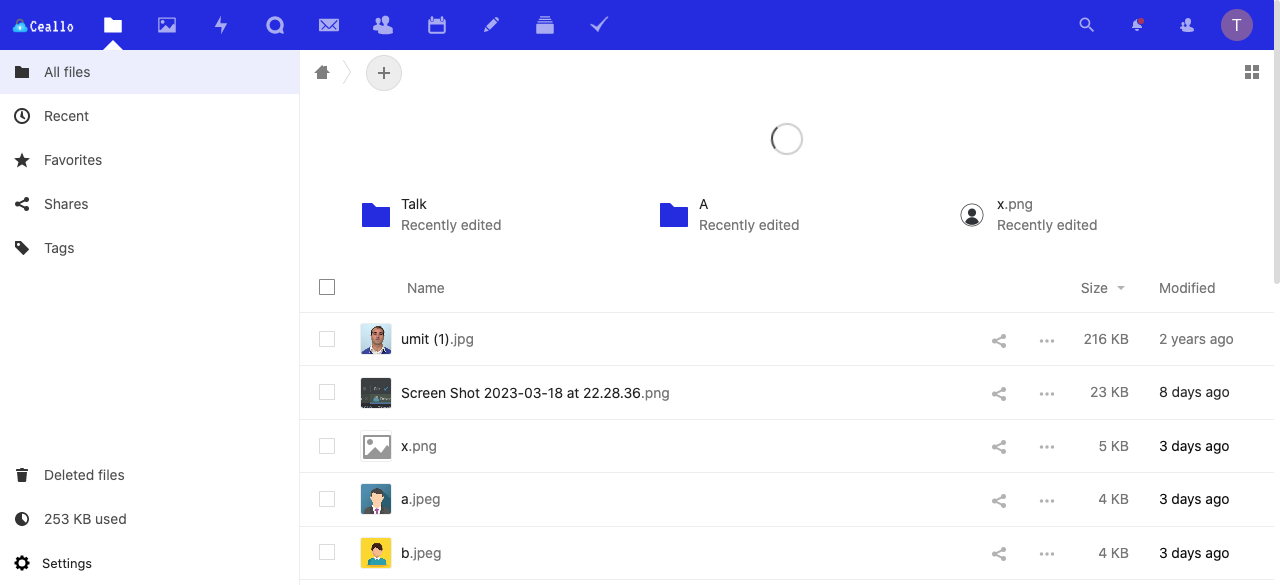 Ceallo
T
All files
Recent
Favorites
Shares
Tags
Deleted files
253 KB used
Settings
Talk
Recently edited
A
Recently edited
x.png
Recently edited
Name Size Modified
umit (1).jpg 216 KB 2 years ago
Screen Shot 2023-03-18 at 22.28.36.png 23 KB 8 days ago
x.png 5 KB 3 days ago
a.jpeg 4 KB 3 days ago
b.jpeg 4 KB 3 days ago